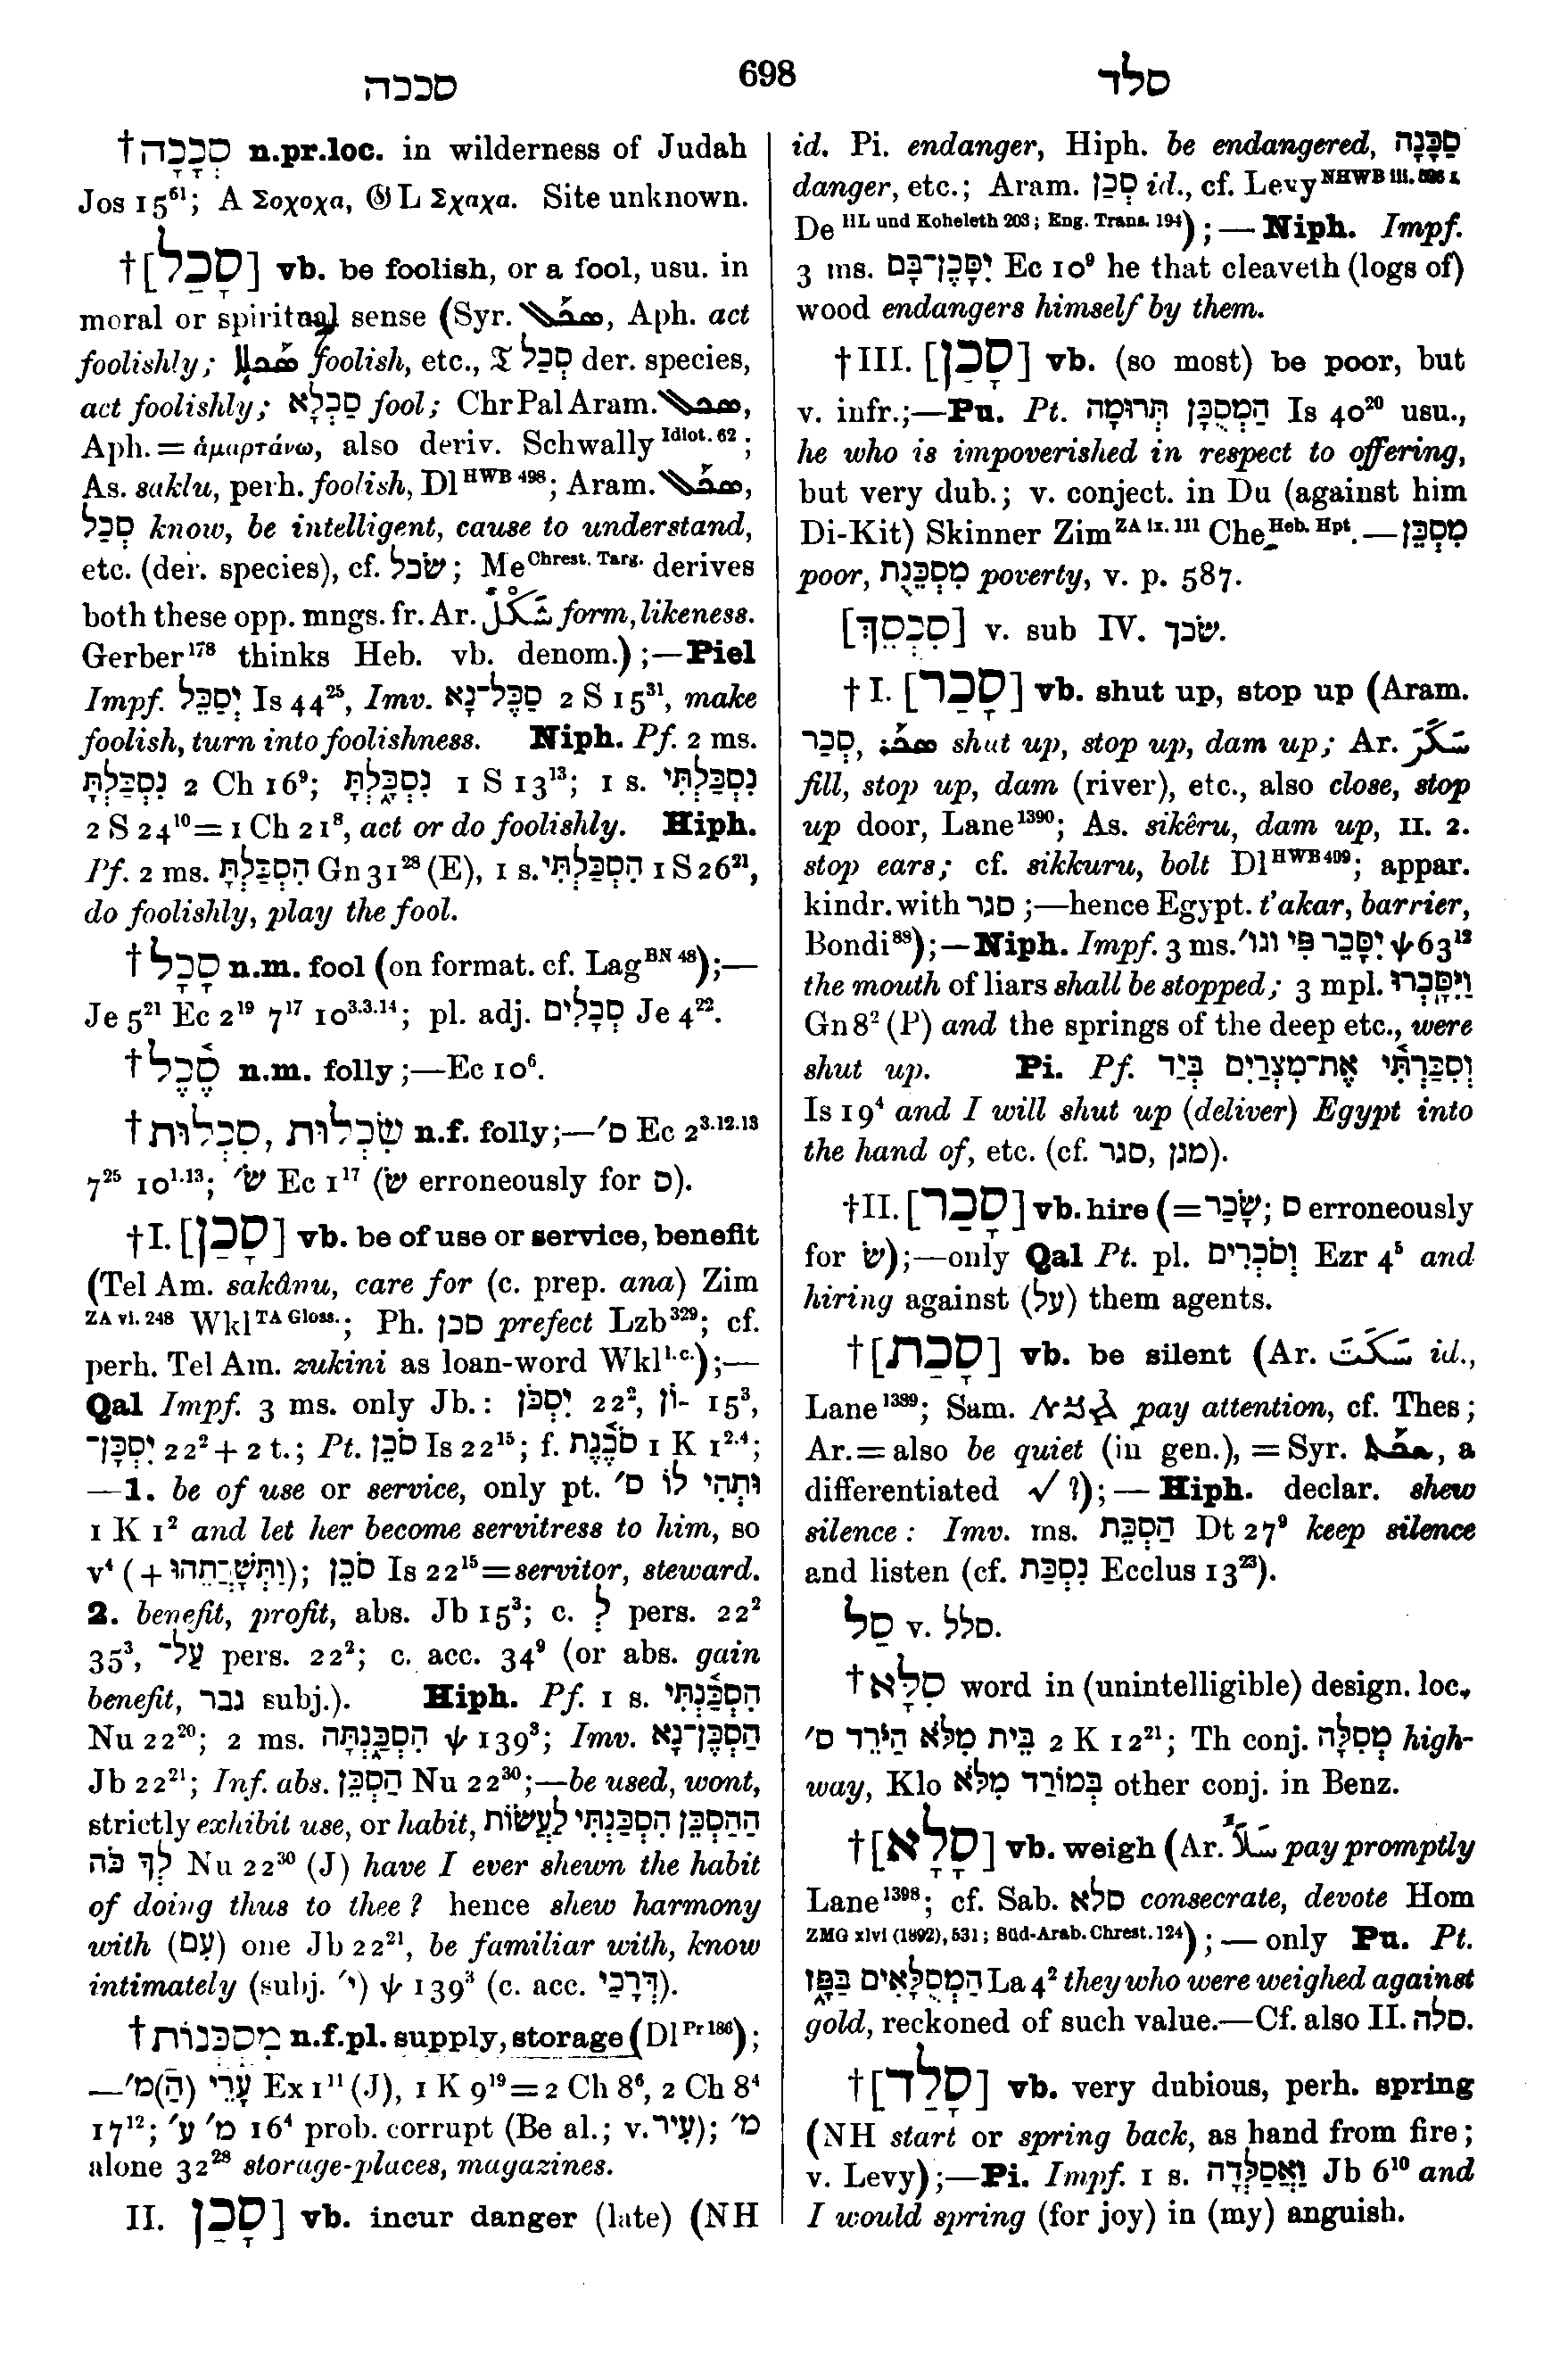 סככה
698
סלד
†סְכָכָה n.pr.loc. in wilderness of Judah
Jos 15⁶¹; A Σοχοχα, 𝔊L Σχαχα. Site unknown.
†[סָכַל] vb. be foolish, or a fool, usu. in
moral or spiritual sense (Syr. ܣܟܠ, Aph. act
foolishly; ܣܟܠܐ foolish, etc., 𝔗 סְכַל der. species,
act foolishly; סַכְלָא fool; ChrPalAram. ܣܟܠ,
Aph. = ἁμαρτάνω, also deriv. Schwally Idiot. 62;
As. saklu, perh. foolish, Dl HWB 498; Aram. ܣܟܠ,
סְכַל know, be intelligent, cause to understand,
etc. (der. species), cf. שׂכל; Me Chrest. Targ. derives
both these opp. mngs. fr. Ar. شَكْلٌ form, likeness.
Gerber¹⁷⁸ thinks Heb. vb. denom.);—Piel
Impf. יְסַכֵּל Is 44²⁵, Imv. סַכֶּל־נָא 2 S 15³¹, make
foolish, turn into foolishness. Niph. Pf. 2 ms.
נִסְכַּלְתָּ 2 Ch 16⁹; נִסְכָּ֑לְתָּ 1 S 13¹³; 1 s. נִסְכַּלְתִּי
2 S 24¹⁰ = 1 Ch 21⁸, act or do foolishly. Hiph.
Pf. 2 ms. הִסְכַּלְתָּ Gn 31²⁸ (E), 1 s. הִסְכַּלְתִּי 1 S 26²¹,
do foolishly, play the fool.
†סָכָל n.m. fool (on format. cf. Lag BN 48);—
Je 5²¹ Ec 2¹⁹ 7¹⁷ 10³·³·¹⁴; pl. adj. סְכָלִים Je 4²².
†סֶ֫כֶל n.m. folly;—Ec 10⁶.
†סִכְלוּת, שִׂכְלוּת n.f. folly;—ס׳ Ec 2³·¹²·¹³
7²⁵ 10¹·¹³; שׂ׳ Ec 1¹⁷ (שׂ erroneously for ס).
†I. [סָכַן] vb. be of use or service, benefit
(Tel Am. sakânu, care for (c. prep. ana) Zim
ZA vi. 248 Wkl TA Gloss.; Ph. סכן prefect Lzb³²⁹; cf.
perh. Tel Am. zukini as loan-word Wkl l.c.);—
Qal Impf. 3 ms. only Jb.: יִסְכֹּן 22², ־וֹן 15³,
יִסְכָּן־ 22² + 2 t.; Pt. סֹכֵן Is 22¹⁵; f. סֹכֶ֫נֶת 1 K 1²·⁴;
—1. be of use or service, only pt. וּתְהִי לוֹ ס׳
1 K 1² and let her become servitress to him, so
v⁴ (+ וַתְּשָׁרְתֵהוּ); סֹכֵן Is 22¹⁵ = servitor, steward.
2. benefit, profit, abs. Jb 15³; c. לְ pers. 22²
35³, עַל־ pers. 22²; c. acc. 34⁹ (or abs. gain
benefit, גבר subj.). Hiph. Pf. 1 s. הִסְכַּ֫נְתִּי
Nu 22²⁰; 2 ms. הִסְכַּ֑נְתָּה ψ 139³; Imv. הַסְכֶּן־נָא
Jb 22²¹; Inf. abs. הַסְכֵּן Nu 22³⁰;—be used, wont,
strictly exhibit use, or habit, הַהַסְכֵּן הִסְכַּנְתִּי לַעֲשׂוֹת
לְךָ כֹּה Nu 22³⁰ (J) have I ever shewn the habit
of doing thus to thee? hence shew harmony
with (עִם) one Jb 22²¹, be familiar with, know
intimately (subj. י׳) ψ 139³ (c. acc. דְּרָכַי).
†מִסְכְּנוֹת n.f.pl. supply, storage (Dl Pr 186);
—עָרֵי (הַ)מ׳ Ex 1¹¹ (J), 1 K 9¹⁹ = 2 Ch 8⁶, 2 Ch 8⁴
17¹²; מ׳ ע׳ 16⁴ prob. corrupt (Be al.; v. עִיר); מ׳
alone 32²⁸ storage-places, magazines.
II. [סָכַן] vb. incur danger (late) (NH
id. Pi. endanger, Hiph. be endangered, סַכָּנָה
danger, etc.; Aram. סְכַן id., cf. Levy NHWB iii.
De HL und Koheleth 203; Eng. Trans. 194);—Niph. Impf.
3 ms. יִסָּכֶן־בָּם Ec 10⁹ he that cleaveth (logs of)
wood endangers himself by them.
†III. [סָכַן] vb. (so most) be poor, but
v. infr.;—Pu. Pt. הַמְסֻכָּן תְּרוּמָה Is 40²⁰ usu.,
he who is impoverished in respect to offering,
but very dub.; v. conject. in Du (against him
Di-Kit) Skinner Zim ZA ix. 111 Che Heb. Hpt.—מִסְכֵּן
poor, מִסְכֵּנֻת poverty, v. p. 587.
[סִכְסֵךְ] v. sub IV. שׂכך.
†I. [סָכַר] vb. shut up, stop up (Aram.
סְכַר, ܣܟܪ shut up, stop up, dam up; Ar. سَكَرَ
fill, stop up, dam (river), etc., also close, stop
up door, Lane¹³⁹⁰; As. sikêru, dam up, II. 2.
stop ears; cf. sikkuru, bolt Dl HWB 499; appar.
kindr. with סגר;—hence Egypt. t’akar, barrier,
Bondi⁸⁸);—Niph. Impf. 3 ms. יִסָּכֵר פִּי וגו׳ ψ 63¹²
the mouth of liars shall be stopped; 3 mpl. וַיִּסָּכְרוּ
Gn 8² (P) and the springs of the deep etc., were
shut up. Pi. Pf. וְסִכַּרְתִּ֫י אֶת־מִצְרַיִם בְּיַד
Is 19⁴ and I will shut up (deliver) Egypt into
the hand of, etc. (cf. סגר, מגן).
†II. [סָכַר] vb. hire (= שָׂכַר; ס erroneously
for שׂ);—only Qal Pt. pl. וְסֹכְרִים Ezr 4⁵ and
hiring against (על) them agents.
†[סָכַת] vb. be silent (Ar. سَكَتَ id.,
Lane¹³⁸⁹; Sam. pay attention, cf. Thes;
Ar. = also be quiet (in gen.), = Syr., a
differentiated √ ?);—Hiph. declar. shew
silence: Imv. ms. הַסְכֵּת Dt 27⁹ keep silence
and listen (cf. נִסְכַּת Ecclus 13²³).
סַל v. סלל.
†סִלָּא word in (unintelligible) design. loc.,
בֵּית מִלֹּא הַיֹּרֵד ס׳ 2 K 12²¹; Th conj. מְסִלָּה high-
way, Klo בְּמוֹרַד מִלֹּא other conj. in Benz.
†[סָלָא] vb. weigh (Ar. سَلَأَ pay promptly
Lane¹³⁹⁸; cf. Sab. סלא consecrate, devote Hom
ZMG xlvi (1892), 531; Süd-Arab. Chrest. 124);—only Pu. Pt.
הַמְסֻלָּאִים בַּפָּ֑ז La 4² they who were weighed against
gold, reckoned of such value.—Cf. also II. סלה.
†[סָלַד] vb. very dubious, perh. spring
(NH start or spring back, as hand from fire;
v. Levy);—Pi. Impf. 1 s. וַאֲסַלְּדָה Jb 6¹⁰ and
I would spring (for joy) in (my) anguish.